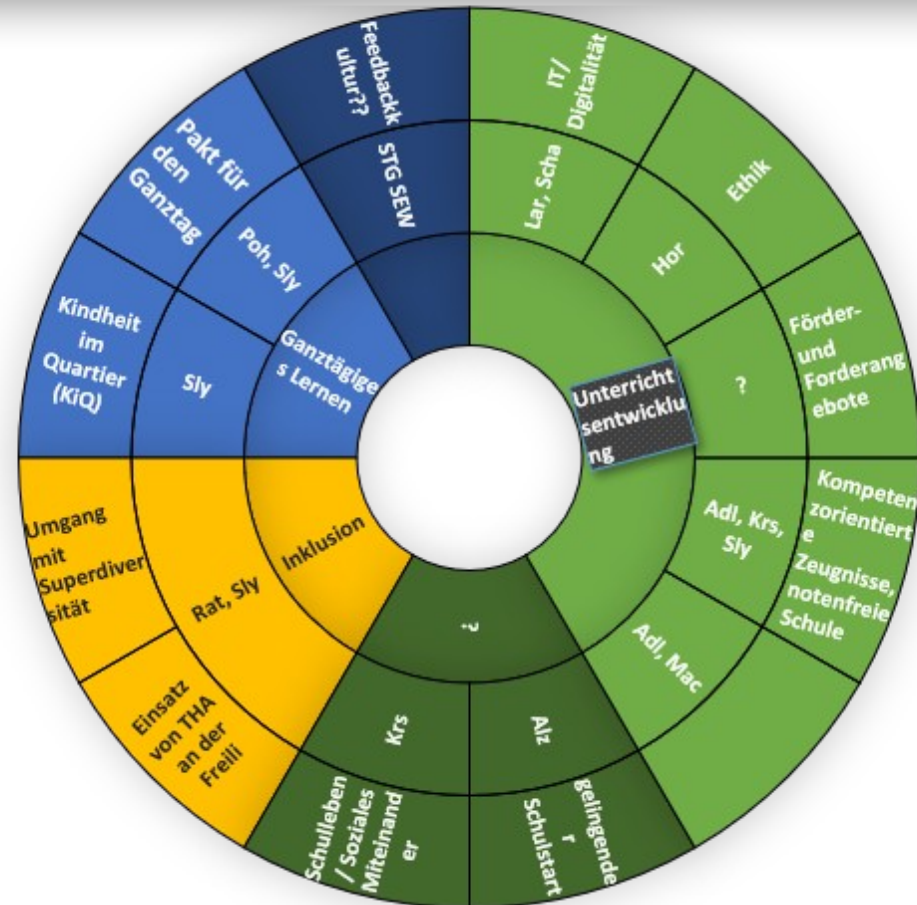 Feedbackk
ultur??
STG SEW
IT/
Digitalität
Lar, Scha
Ethik
Hor
Förder-
und
Forderang
ebote
?
Unterricht
sentwicklu
ng
Kompeten
zorientiert
e
Zeugnisse,
notenfreie
Schule
Adl, Krs,
Sly
Adl, Mac
gelingende
r
Schulstart
Alz
?
Krs
Schulleben
/ Soziales
Miteinand
er
Einsatz
von THA
an der
Freili
Umgang
mit
Superdiver
sität
Rat, Sly
Inklusion
Kindheit
im
Quartier
(KiQ)
Sly
Pakt für
den
Ganztag
Poh, Sly
Ganztägige
s Lernen